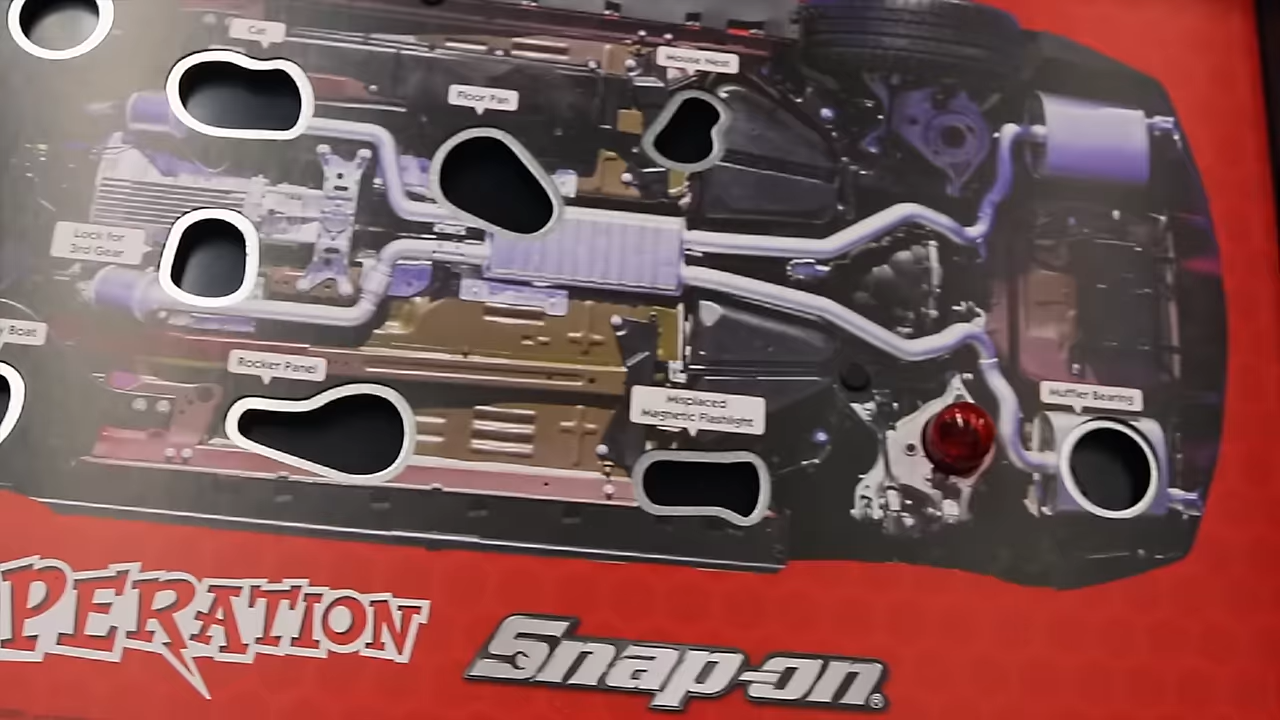 Cat
Mouse Nest
Floor Pan
Lock for
3rd Gear
y Boat
Rocker Panel
Misplaced
Magnetic Flashlight
Muffler Bearing
PERATION
Snap-on®